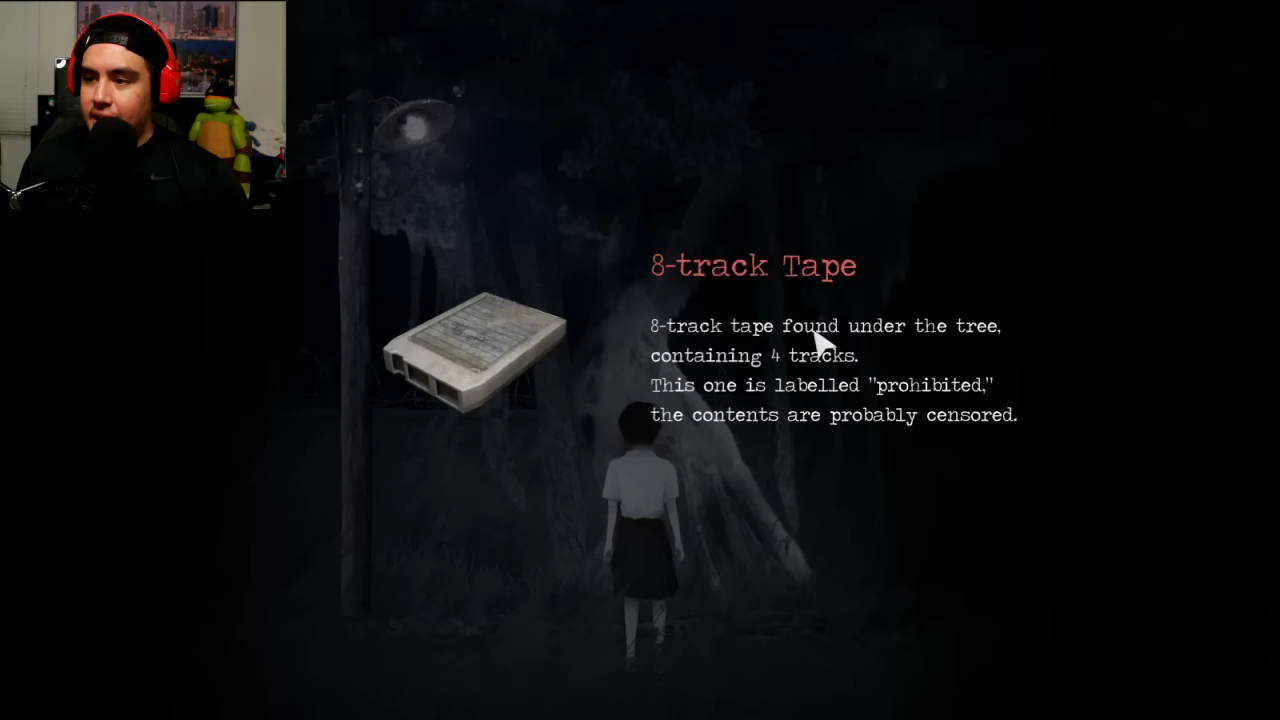 8-track Tape
8-track tape found under the tree,
containing 4 tracks.
This one is labelled "prohibited,"
the contents are probably censored.